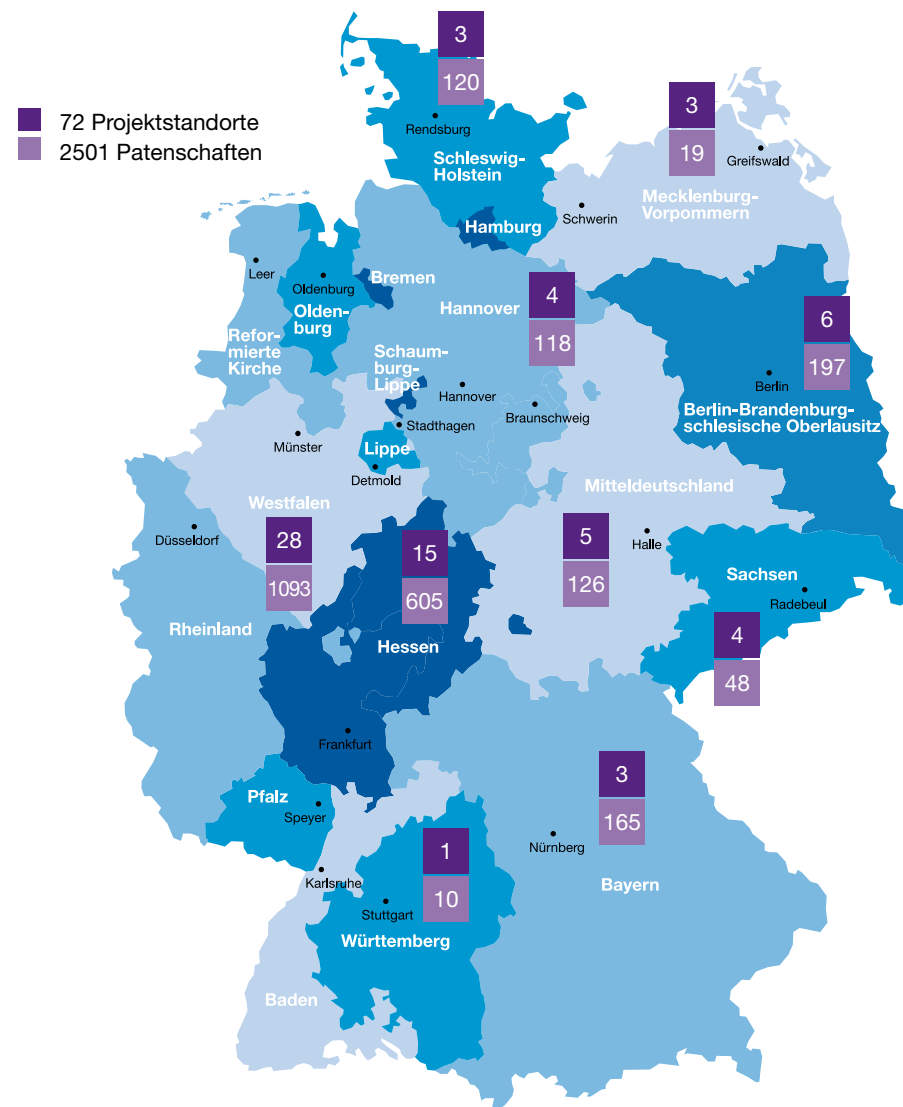 3
120
72 Projektstandorte
2501 Patenschaften
3
19
Rendsburg
Greifswald
Schleswig-
Holstein
Mecklenburg-
Vorpommern
Schwerin
Hamburg
Leer
Oldenburg
Bremen
Olden-
burg
Hannover
4
118
6
197
Refor-
mierte
Kirche
Schaum-
burg-
Lippe
Hannover
Braunschweig
Berlin
Berlin-Brandenburg-
schlesische Oberlausitz
Stadthagen
Münster
Lippe
Detmold
Mitteldeutschland
Westfalen
28
1093
Düsseldorf
15
605
5
126
Halle
Sachsen
Radebeul
4
48
Rheinland
Hessen
Frankfurt
Pfalz
Speyer
3
165
Nürnberg
Bayern
1
10
Karlsruhe
Stuttgart
Württemberg
Baden